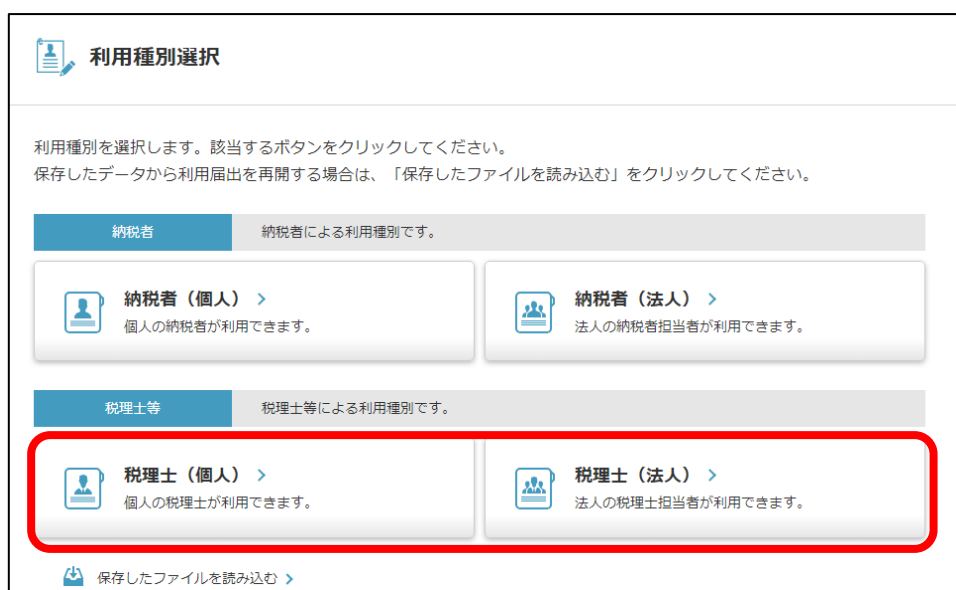 利用種別選択
利用種別を選択します。該当するボタンをクリックしてください。
保存したデータから利用届出を再開する場合は、「保存したファイルを読み込む」をクリックしてください。
納税者 納税者による利用種別です。
納税者（個人）
個人の納税者が利用できます。
納税者（法人）
法人の納税者担当者が利用できます。
税理士等 税理士等による利用種別です。
税理士（個人）
個人の税理士が利用できます。
税理士（法人）
法人の税理士担当者が利用できます。
保存したファイルを読み込む